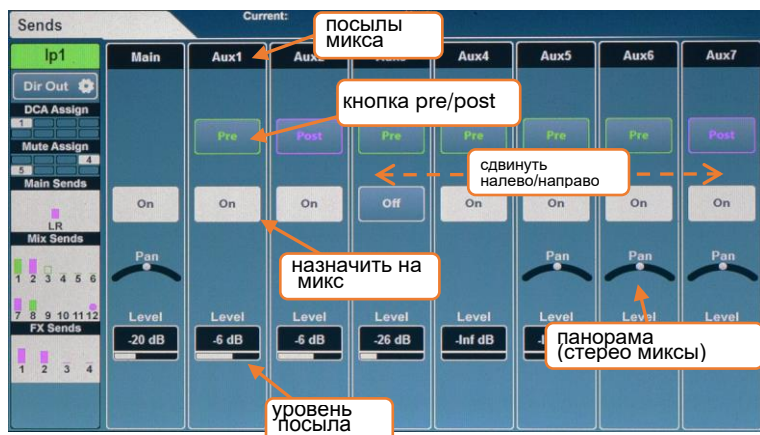 Sends
Current:
посылы
микса
Ip1
Main
Aux1
Aux4
Aux5
Aux6
Aux7
Dir Out
DCA Assign
1
кнопка pre/post
Mute Assign
4
5
Pre
Post
Pre
Pre
Pre
Pre
Post
сдвинуть
налево/направо
Main Sends
LR
On
On
On
Off
On
On
On
On
Mix Sends
1 2 3 4 5 6
7 8 9 10 11 12
Pan
Pan
Pan
Pan
назначить на
микс
FX Sends
1 2 3 4
Level
Level
Level
Level
Level
Level
Level
Level
-20 dB
-6 dB
-6 dB
-26 dB
-Inf dB
панорама
(стерео миксы)
уровень
посыла